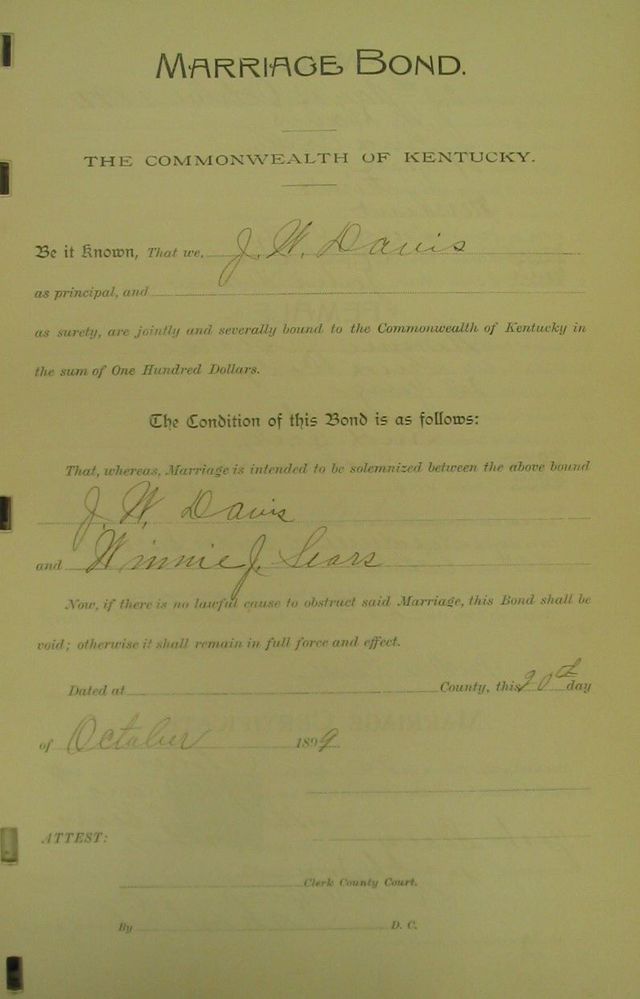 MARRIAGE BOND.
THE COMMONWEALTH OF KENTUCKY.
Be it Known, That we, J. W. Davis
as principal, and
as surety, are jointly and severally bound to the Commonwealth of Kentucky in
the sum of One Hundred Dollars.
The Condition of this Bond is as follows:
That, whereas, Marriage is intended to be solemnized between the above bound
J. W. Davis
and Winnie J. Sears
Now, if there is no lawful cause to obstruct said Marriage, this Bond shall be
void; otherwise it shall remain in full force and effect.
Dated at County, this 20th day
of October 1899
ATTEST:
Clerk County Court.
By D. C.